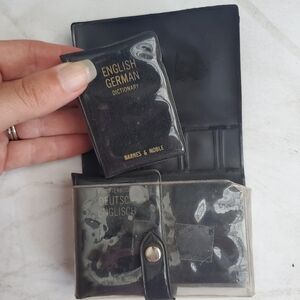 ENGLISH
GERMAN
DICTIONARY
BARNES & NOBLE
DEUTSCH
ENGLISCH